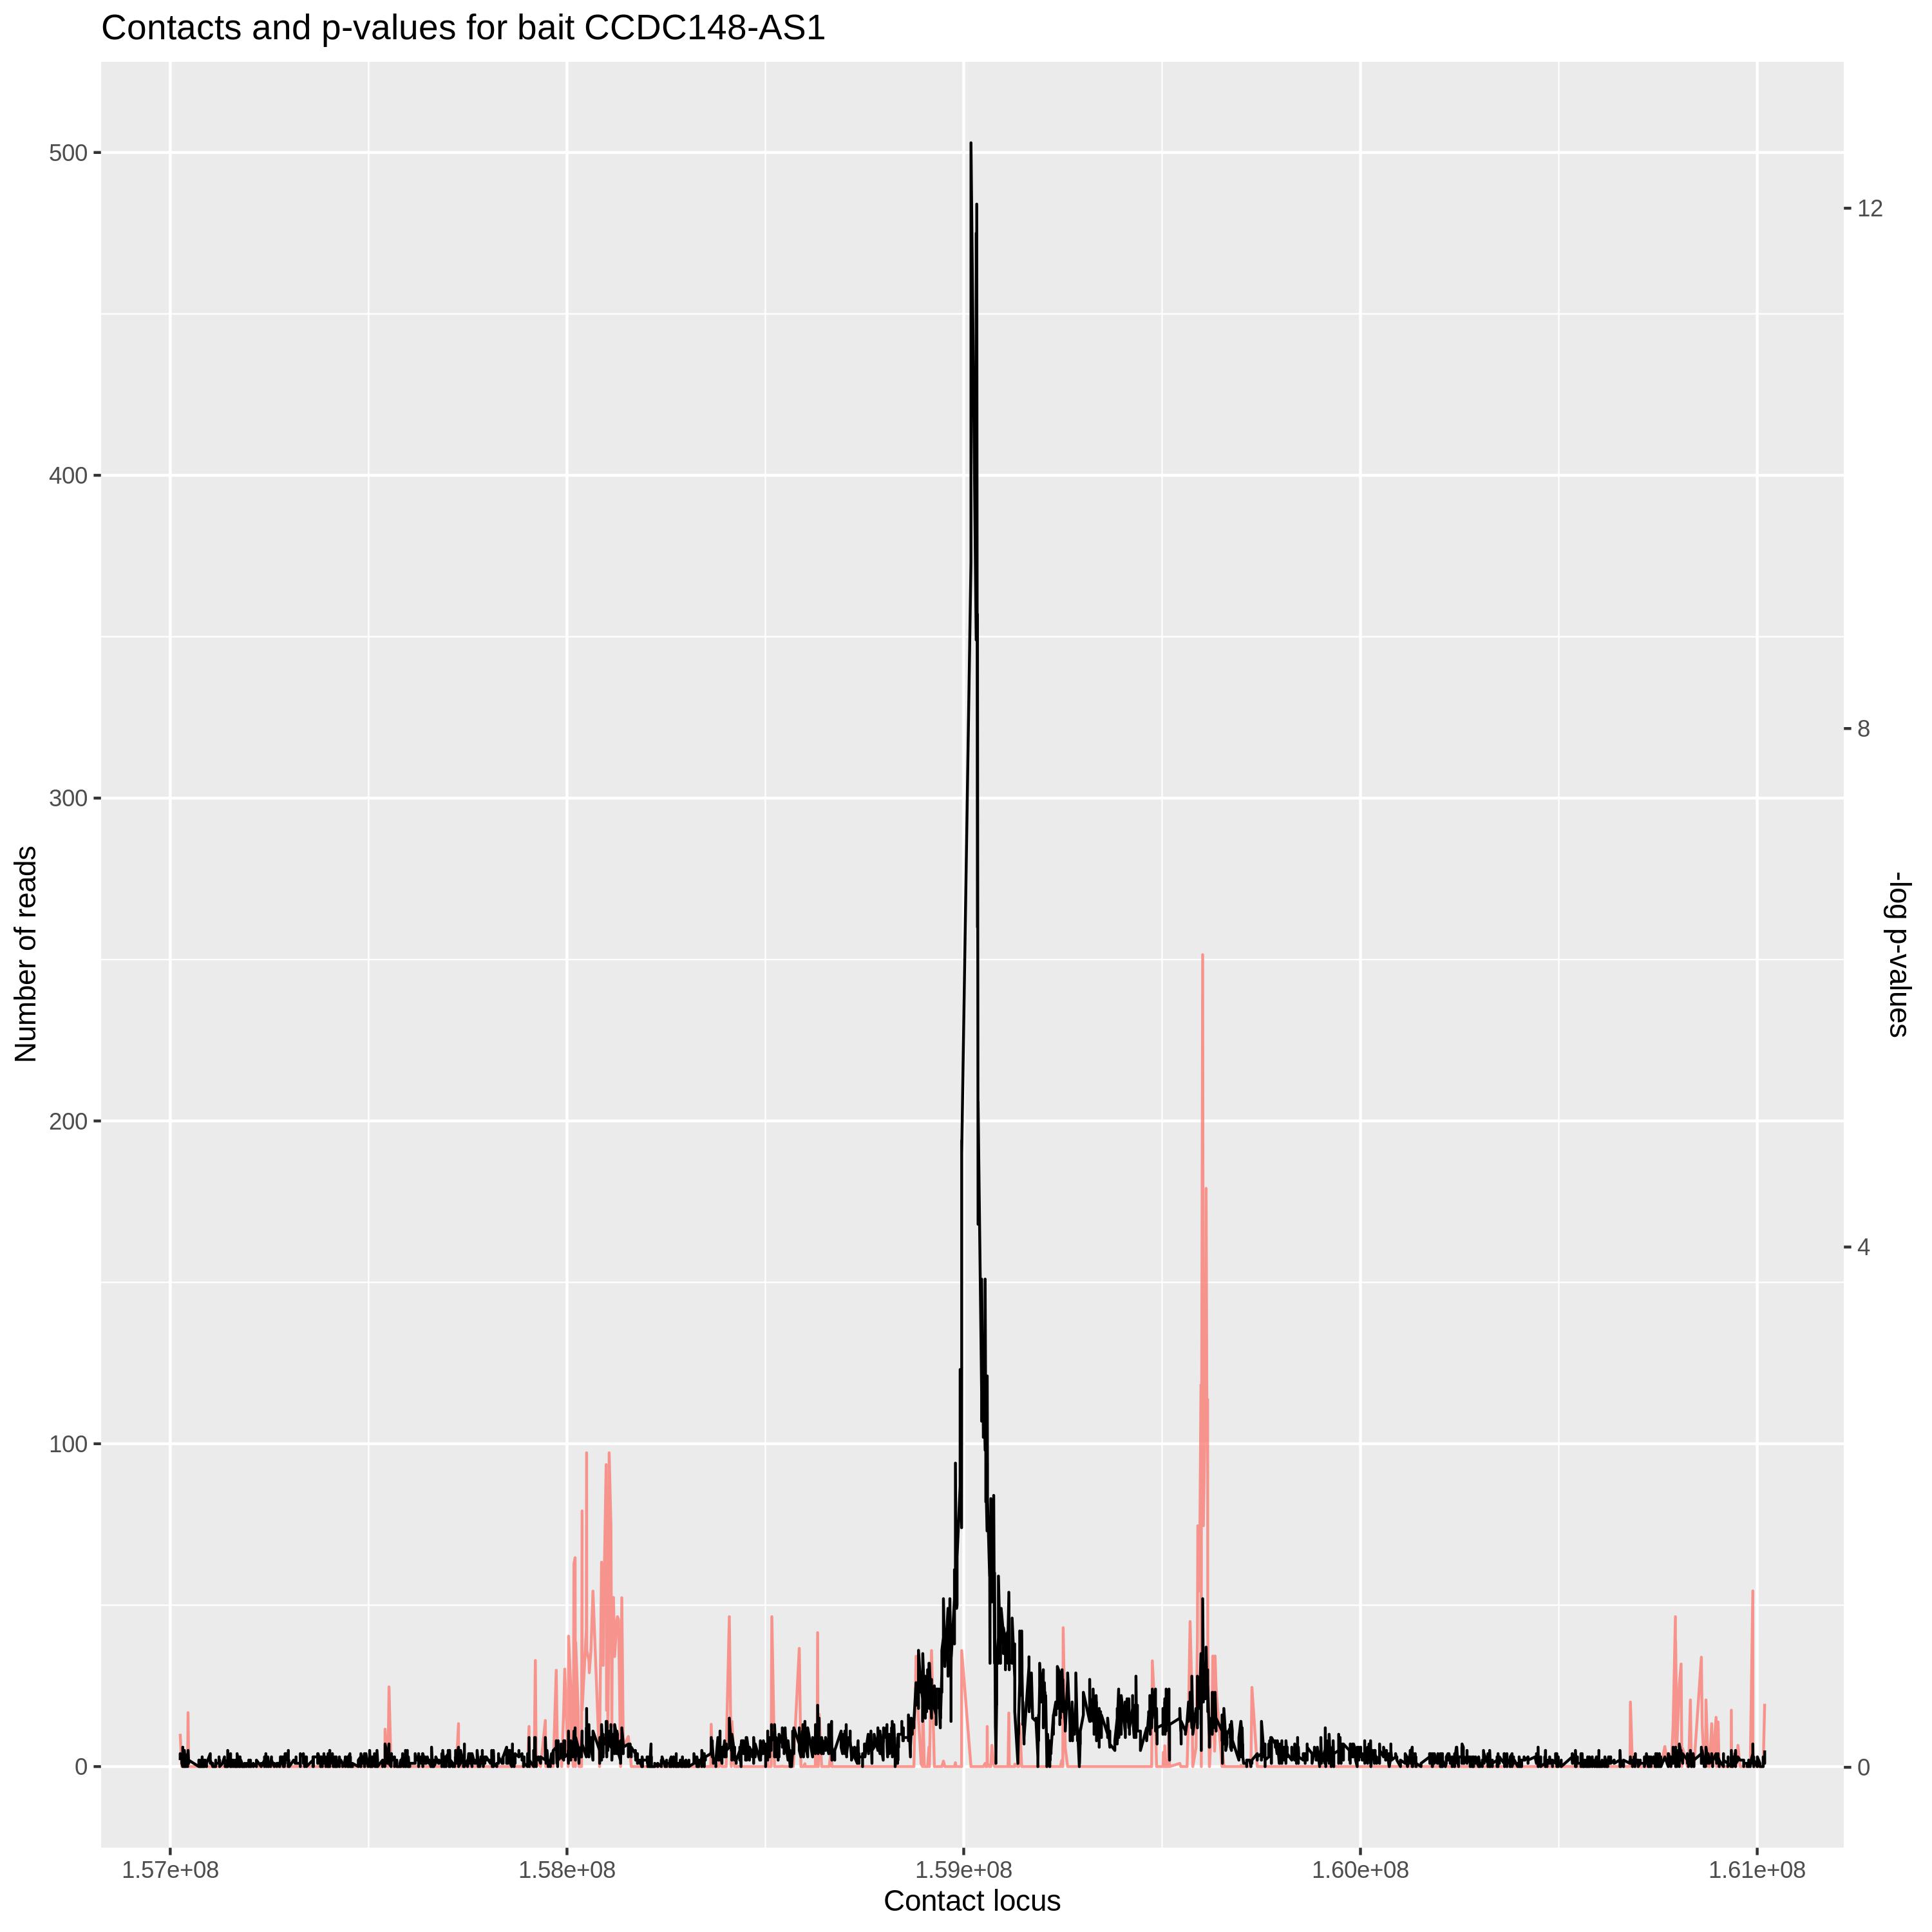 Contacts and p-values for bait CCDC148-AS1
500
400
300
200
100
0
Number of reads
12
8
4
0
-log p-values
1.57e+08
1.58e+08
1.59e+08
1.60e+08
1.61e+08
Contact locus